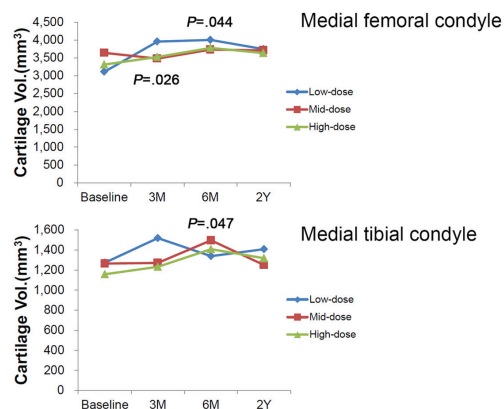 P=.044
Medial femoral condyle
Cartilage Vol.(mm³)
4,500
4,000
3,500
3,000
2,500
2,000
1,500
1,000
500
0
P=.026
Baseline 3M 6M 2Y
Low-dose
Mid-dose
High-dose
P=.047
Medial tibial condyle
Cartilage Vol.(mm³)
1,600
1,400
1,200
1,000
800
600
400
200
0
Baseline 3M 6M 2Y
Low-dose
Mid-dose
High-dose